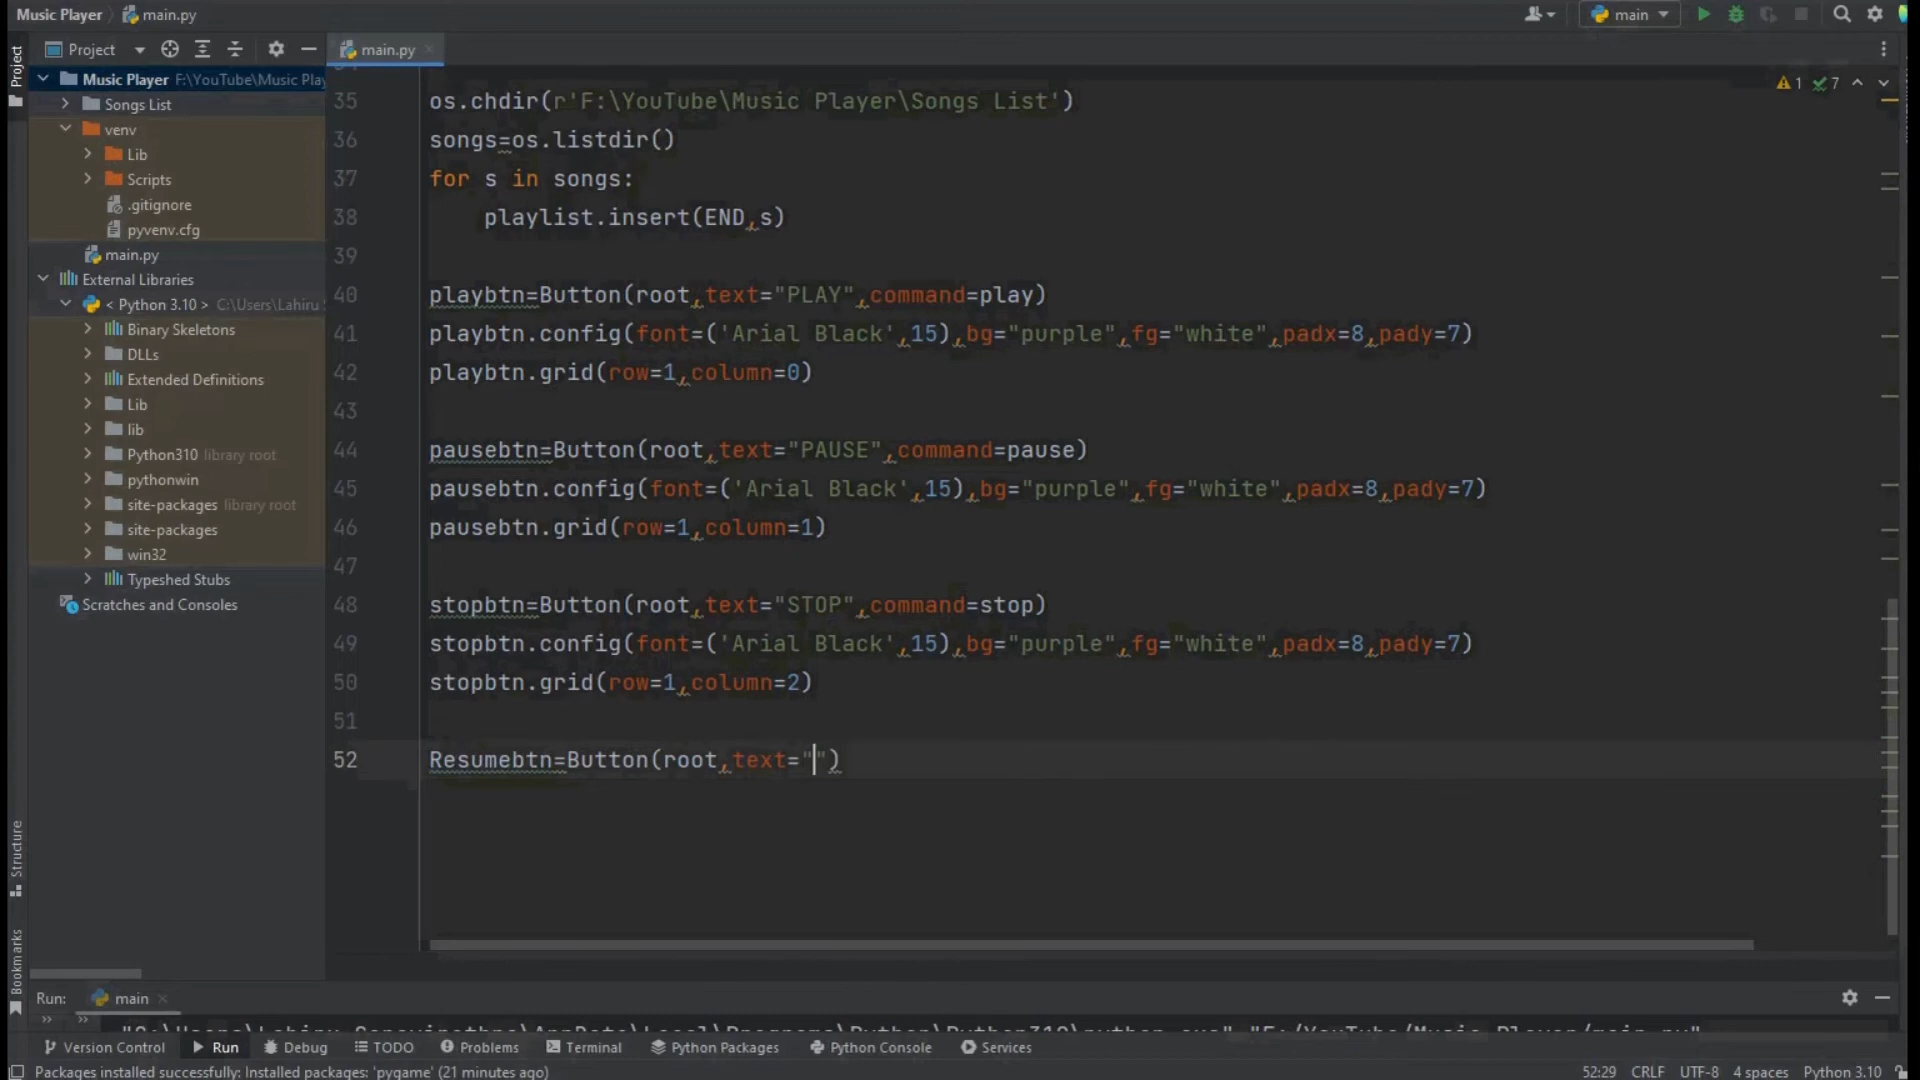 Music Player main.py
main
Project
main.py
Project
Music Player F:\YouTube\Music Play
Songs List
venv
Lib
Scripts
.gitignore
pyvenv.cfg
main.py
External Libraries
< Python 3.10 > C:\Users\Lahiru
Binary Skeletons
DLLs
Extended Definitions
Lib
lib
Python310 library root
pythonwin
site-packages library root
site-packages
win32
Typeshed Stubs
Scratches and Consoles
1 7
35 os.chdir(r'F:\YouTube\Music Player\Songs List')
36 songs=os.listdir()
37 for s in songs:
38 playlist.insert(END,s)
39
40 playbtn=Button(root,text="PLAY",command=play)
41 playbtn.config(font=('Arial Black',15),bg="purple",fg="white",padx=8,pady=7)
42 playbtn.grid(row=1,column=0)
43
44 pausebtn=Button(root,text="PAUSE",command=pause)
45 pausebtn.config(font=('Arial Black',15),bg="purple",fg="white",padx=8,pady=7)
46 pausebtn.grid(row=1,column=1)
47
48 stopbtn=Button(root,text="STOP",command=stop)
49 stopbtn.config(font=('Arial Black',15),bg="purple",fg="white",padx=8,pady=7)
50 stopbtn.grid(row=1,column=2)
51
52 Resumebtn=Button(root,text="")
Structure
Bookmarks
Run: main
Version Control Run Debug TODO Problems Terminal Python Packages Python Console Services
Packages installed successfully: Installed packages: 'pygame' (21 minutes ago)
52:29 CRLF UTF-8 4 spaces Python 3.10